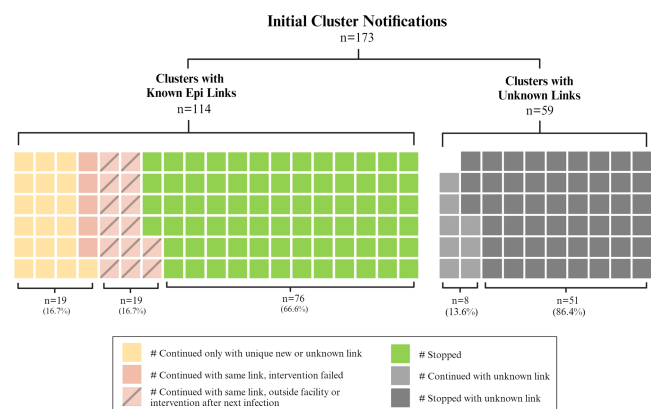 Initial Cluster Notifications
n=173
Clusters with
Known Epi Links
n=114
Clusters with
Unknown Links
n=59
n=19
(16.7%)
n=19
(16.7%)
n=76
(66.6%)
n=8
(13.6%)
n=51
(86.4%)
# Continued only with unique new or unknown link
# Continued with same link, intervention failed
# Continued with same link, outside facility or
intervention after next infection
# Stopped
# Continued with unknown link
# Stopped with unknown link